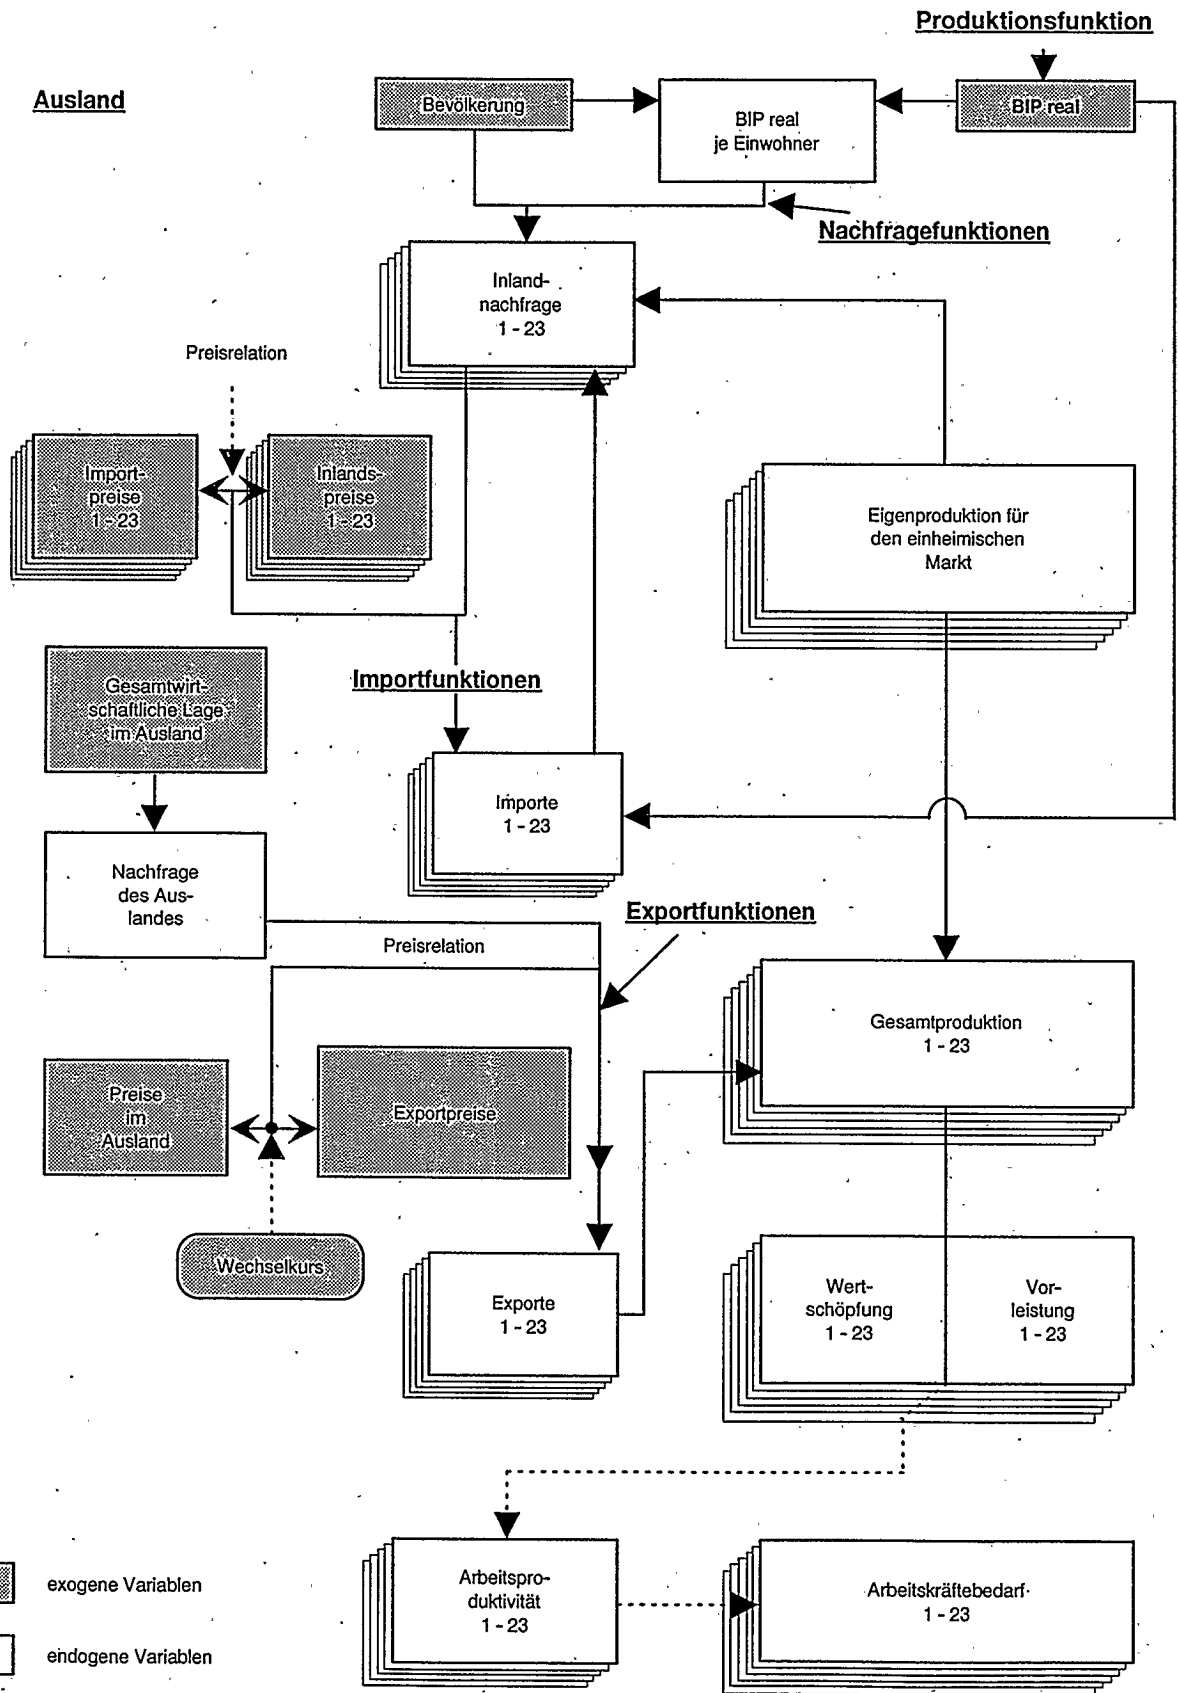 Produktionsfunktion
Ausland
Bevölkerung
BIP real
je Einwohner
BIP real
Nachfragefunktionen
Inland-
nachfrage
1 - 23
Preisrelation
Import-
preise
1 - 23
Inlands-
preise
1 - 23
Eigenproduktion für
den einheimischen
Markt
Gesamtwirt-
schaftliche Lage
im Ausland
Importfunktionen
Importe
1 - 23
Nachfrage
des Aus-
landes
Exportfunktionen
Preisrelation
Gesamtproduktion
1 - 23
Preise
im
Ausland
Exportpreise
Wechselkurs
Exporte
1 - 23
Wert-
schöpfung
1 - 23
Vor-
leistung
1 - 23
Arbeitspro-
duktivität
1 - 23
Arbeitskräftebedarf
1 - 23
exogene Variablen
endogene Variablen